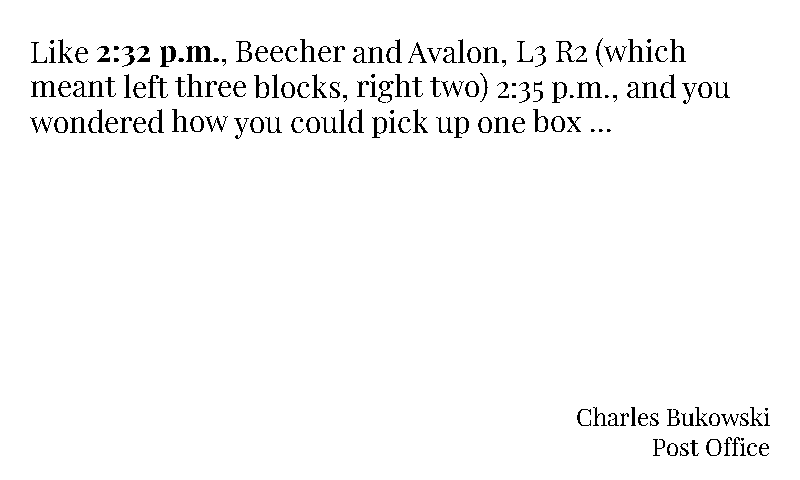 Like 2:32 p.m., Beecher and Avalon, L3 R2 (which
meant left three blocks, right two) 2:35 p.m., and you
wondered how you could pick up one box ...
Charles Bukowski
Post Office